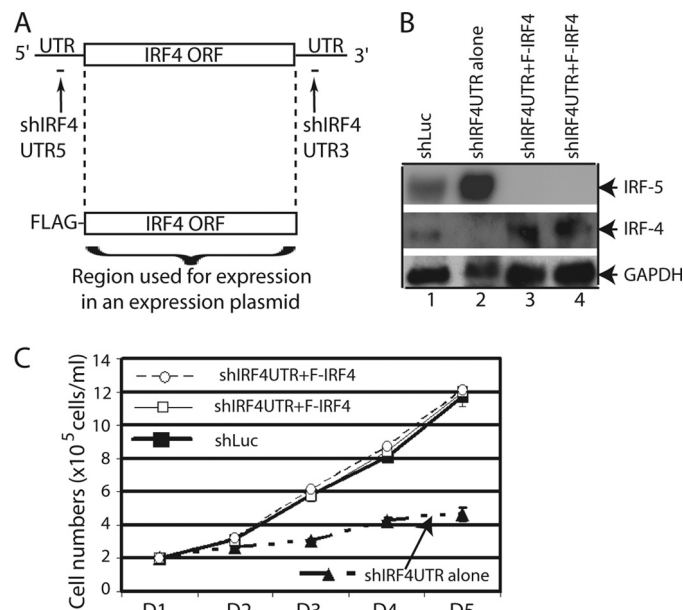 A
5' UTR IRF4 ORF UTR 3'
shIRF4 UTR5
shIRF4 UTR3
FLAG- IRF4 ORF
Region used for expression
in an expression plasmid
B
shLuc
shIRF4UTR alone
shIRF4UTR+F-IRF4
shIRF4UTR+F-IRF4
IRF-5
IRF-4
GAPDH
1 2 3 4
C
Cell numbers (x10 5 cells/ml)
14
12
10
8
6
4
2
0
shIRF4UTR+F-IRF4
shIRF4UTR+F-IRF4
shLuc
shIRF4UTR alone
D1 D2 D3 D4 D5